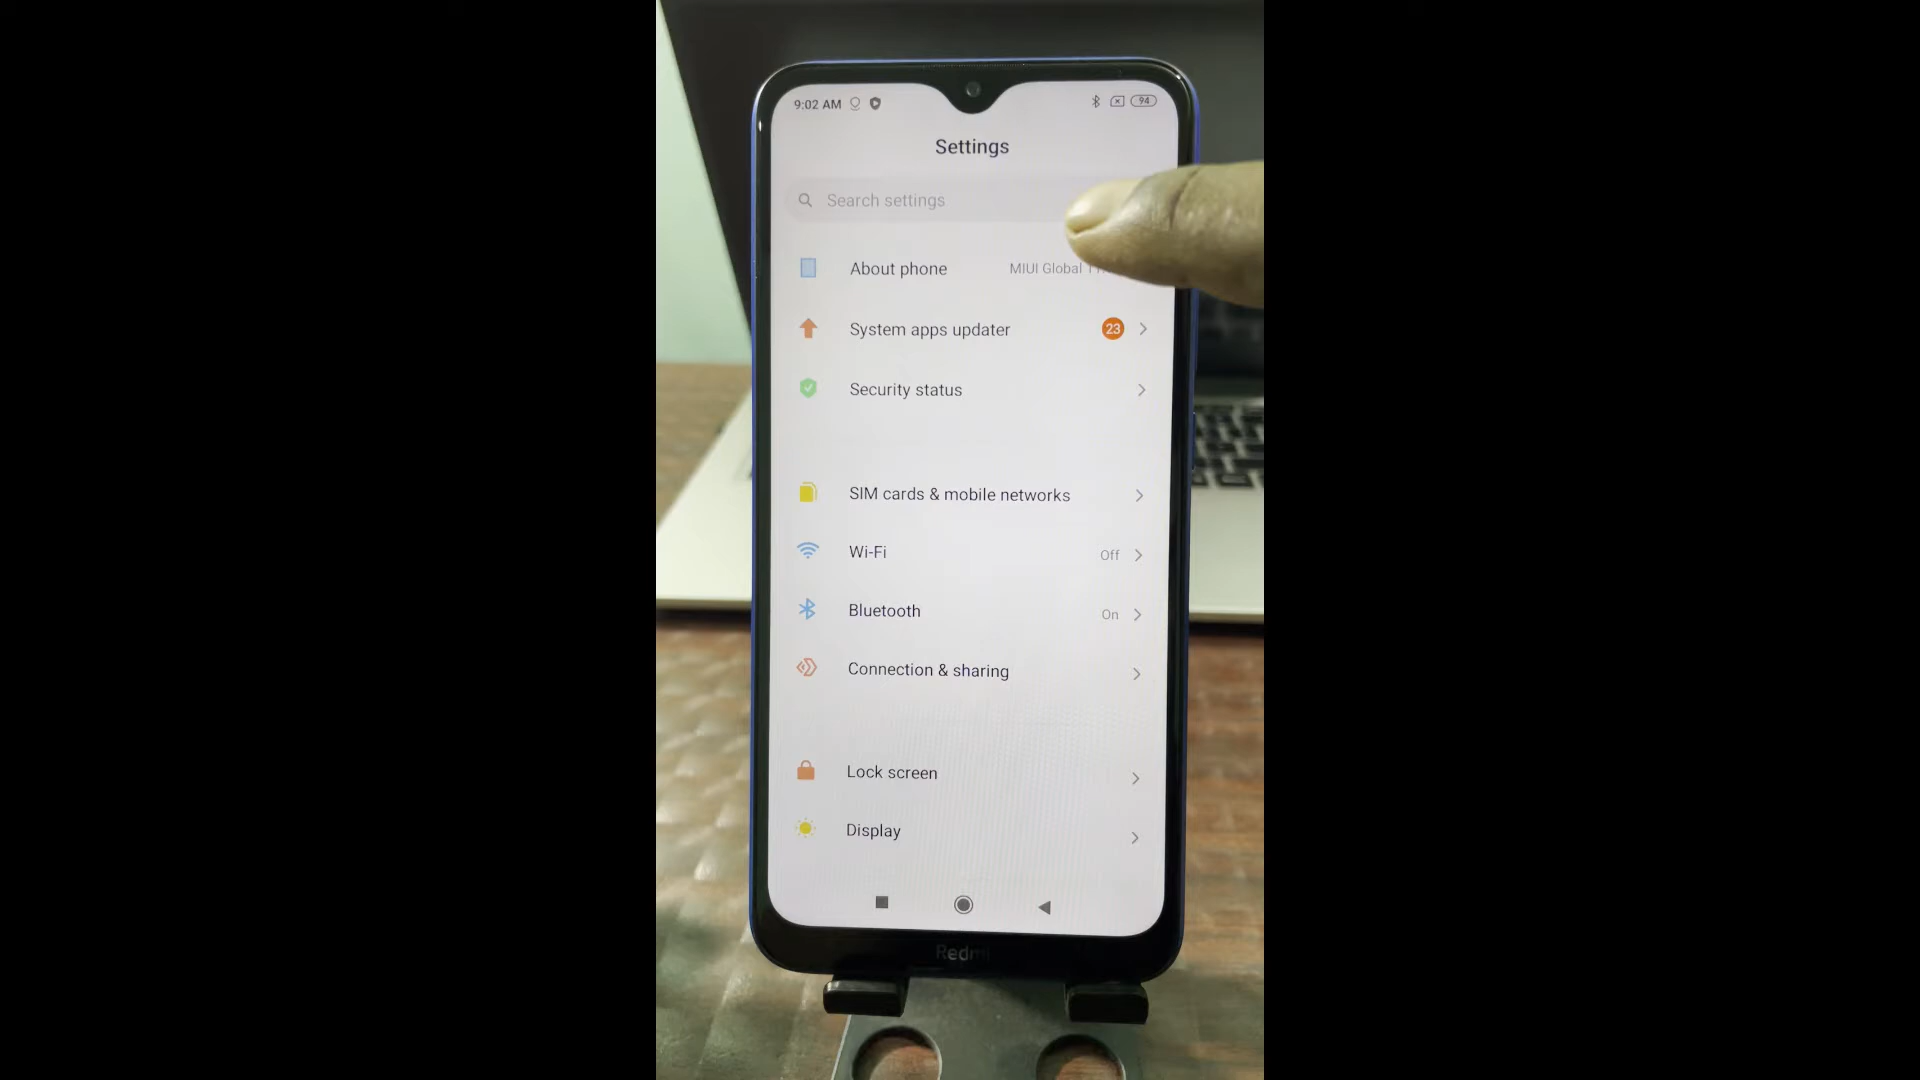 9:02 AM
94
Settings
Search settings
About phone
MIUI Global
System apps updater
23
Security status
SIM cards & mobile networks
Wi-Fi
Off
Bluetooth
On
Connection & sharing
Lock screen
Display
Redmi